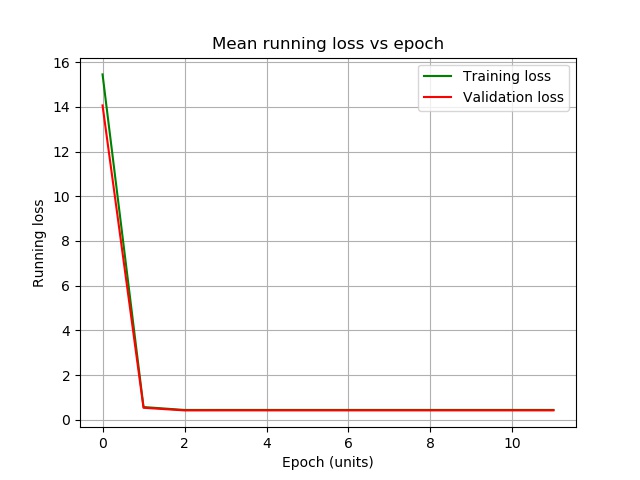 Mean running loss vs epoch
Training loss
Validation loss
16
14
12
10
8
6
4
2
0
Running loss
0 2 4 6 8 10
Epoch (units)